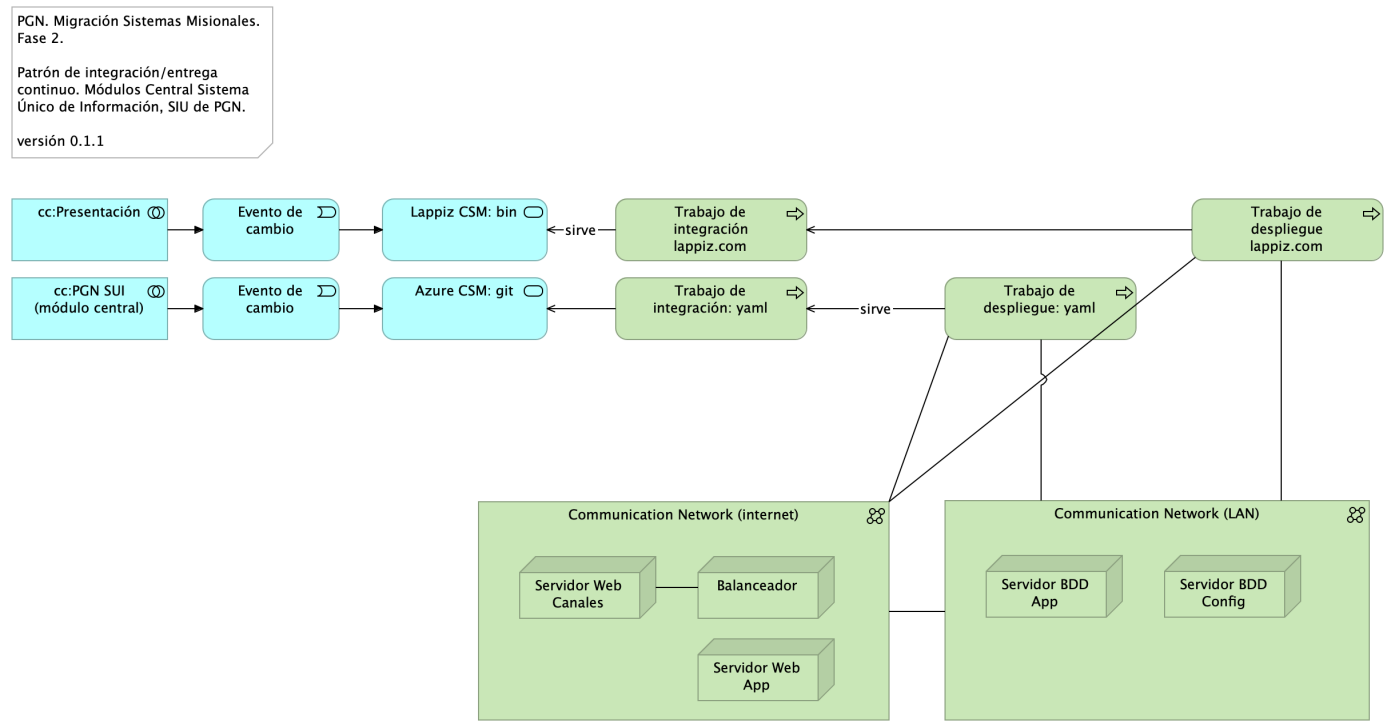 PGN. Migración Sistemas Misionales.
Fase 2.
Patrón de integración/entrega
continuo. Módulos Central Sistema
Único de Información, SIU de PGN.
versión 0.1.1
cc:Presentación
Evento de
cambio
Lappiz CSM: bin
sirve
Trabajo de
integración
lappiz.com
Trabajo de
despliegue
lappiz.com
cc:PGN SUI
(módulo central)
Evento de
cambio
Azure CSM: git
Trabajo de
integración: yaml
sirve
Trabajo de
despliegue: yaml
Communication Network (internet)
Servidor Web
Canales
Balanceador
Servidor Web
App
Communication Network (LAN)
Servidor BDD
App
Servidor BDD
Config